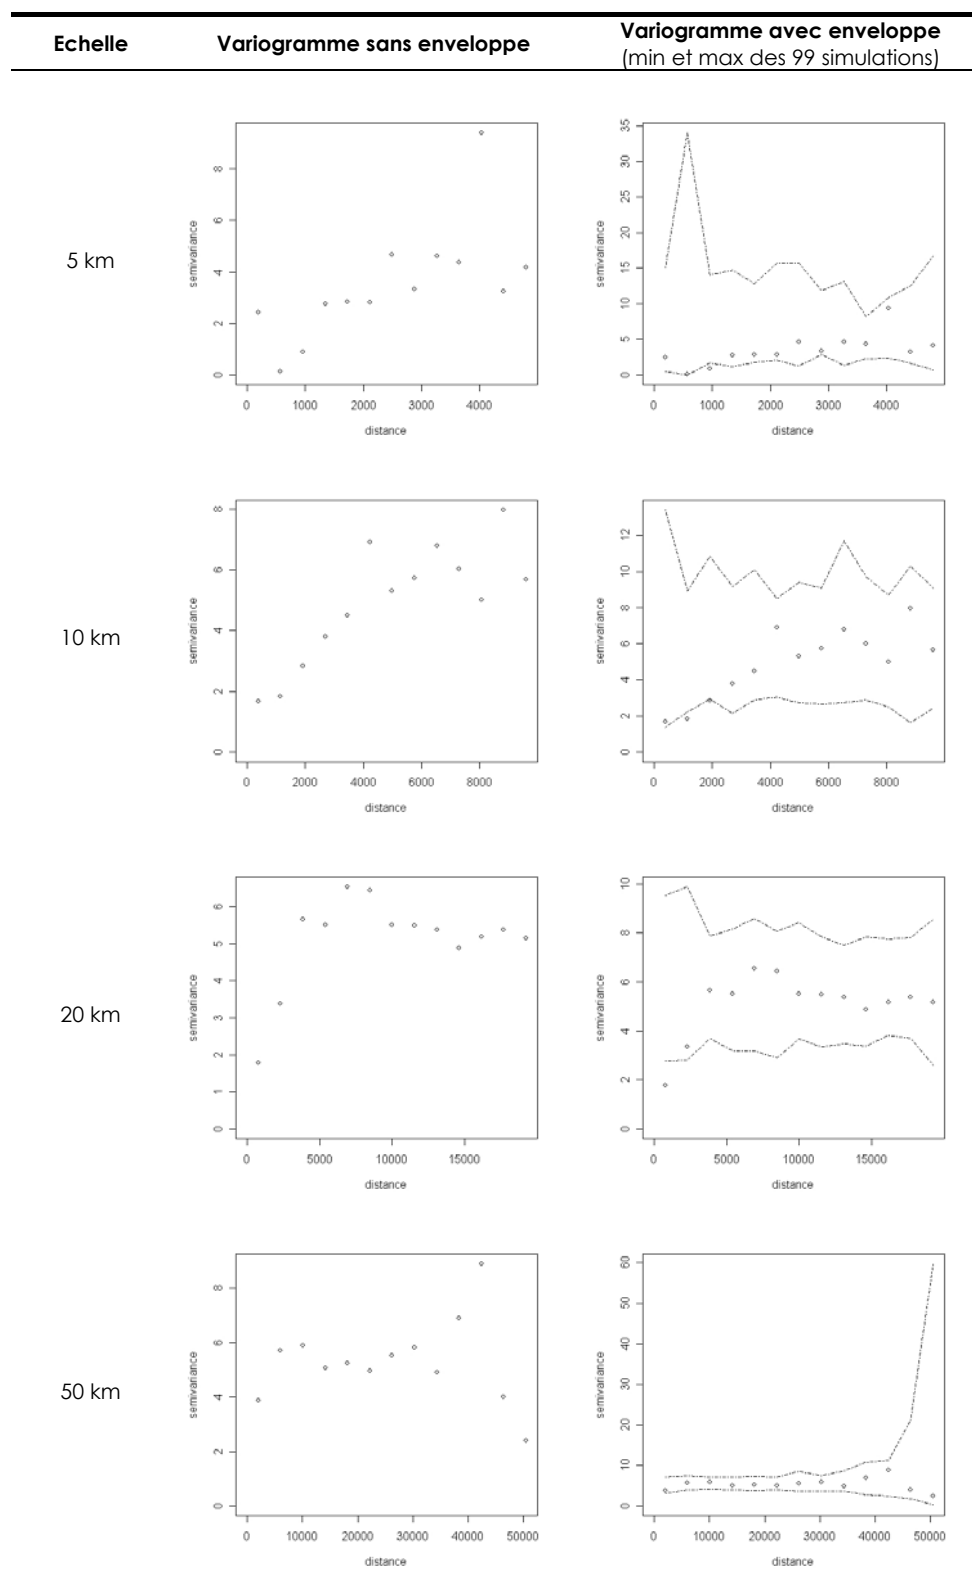 Echelle
Variogramme sans enveloppe
Variogramme avec enveloppe
(min et max des 99 simulations)
5 km
semivariance
0 2 4 6 8
0 1000 2000 3000 4000
distance
semivariance
0 5 10 15 20 25 30 35
0 1000 2000 3000 4000
distance
10 km
semivariance
0 2 4 6 8
0 2000 4000 6000 8000
distance
semivariance
0 2 4 6 8 10 12
0 2000 4000 6000 8000
distance
20 km
semivariance
0 1 2 3 4 5 6
0 5000 10000 15000
distance
semivariance
0 2 4 6 8 10
0 5000 10000 15000
distance
50 km
semivariance
0 2 4 6 8
0 10000 20000 30000 40000 50000
distance
semivariance
0 10 20 30 40 50 60
0 10000 20000 30000 40000 50000
distance